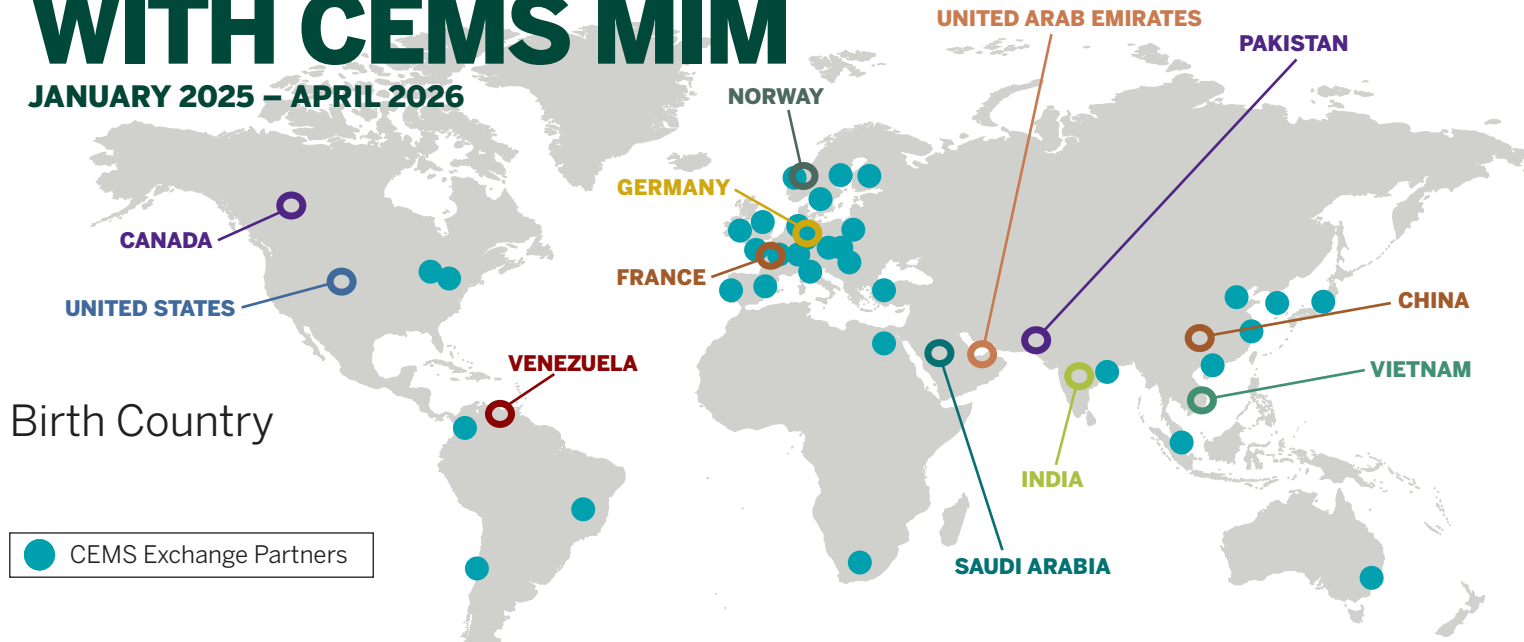 WITH CEMS MIM
JANUARY 2025 – APRIL 2026
UNITED ARAB EMIRATES
PAKISTAN
NORWAY
GERMANY
CANADA
FRANCE
UNITED STATES
CHINA
VENEZUELA
VIETNAM
Birth Country
INDIA
CEMS Exchange Partners
SAUDI ARABIA